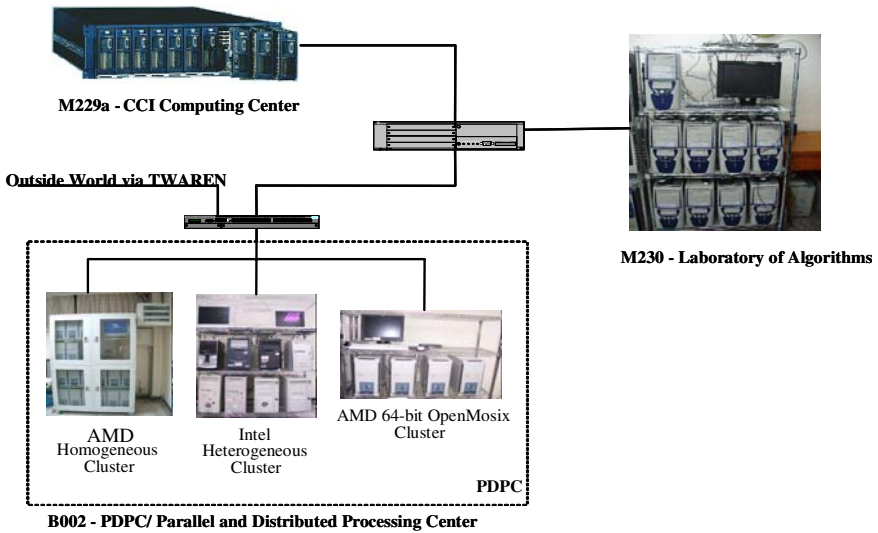 M229a - CCI Computing Center
Outside World via TWAREN
M230 - Laboratory of Algorithms
AMD
Homogeneous
Cluster
Intel
Heterogeneous
Cluster
AMD 64-bit OpenMosix
Cluster
PDPC
B002 - PDPC/ Parallel and Distributed Processing Center